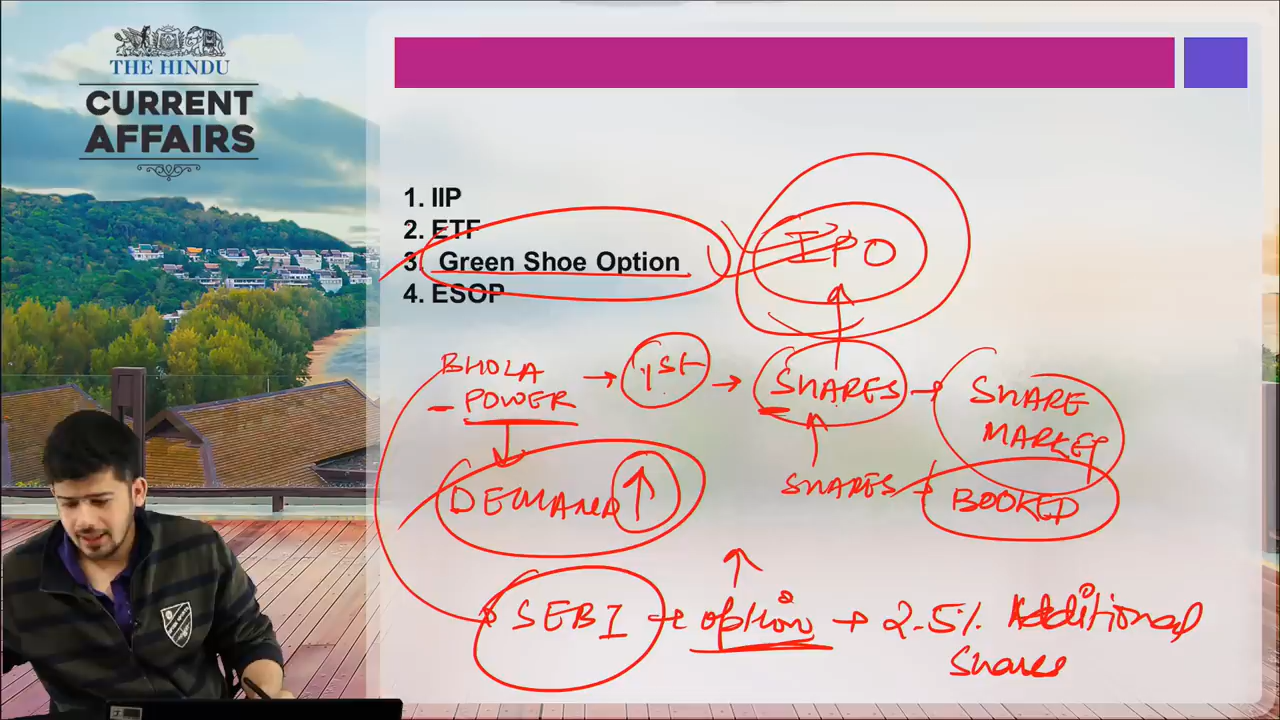 THE HINDU
CURRENT
AFFAIRS
1. IIP
2. ETF
3. Green Shoe Option
4. ESOP
IPO
BHOLA
POWER → 1st → SHARES → SHARE
MARKET
DEMAND ↑
SHARES → BOOKED
SEBI → option → 2.5% Additional
Shares